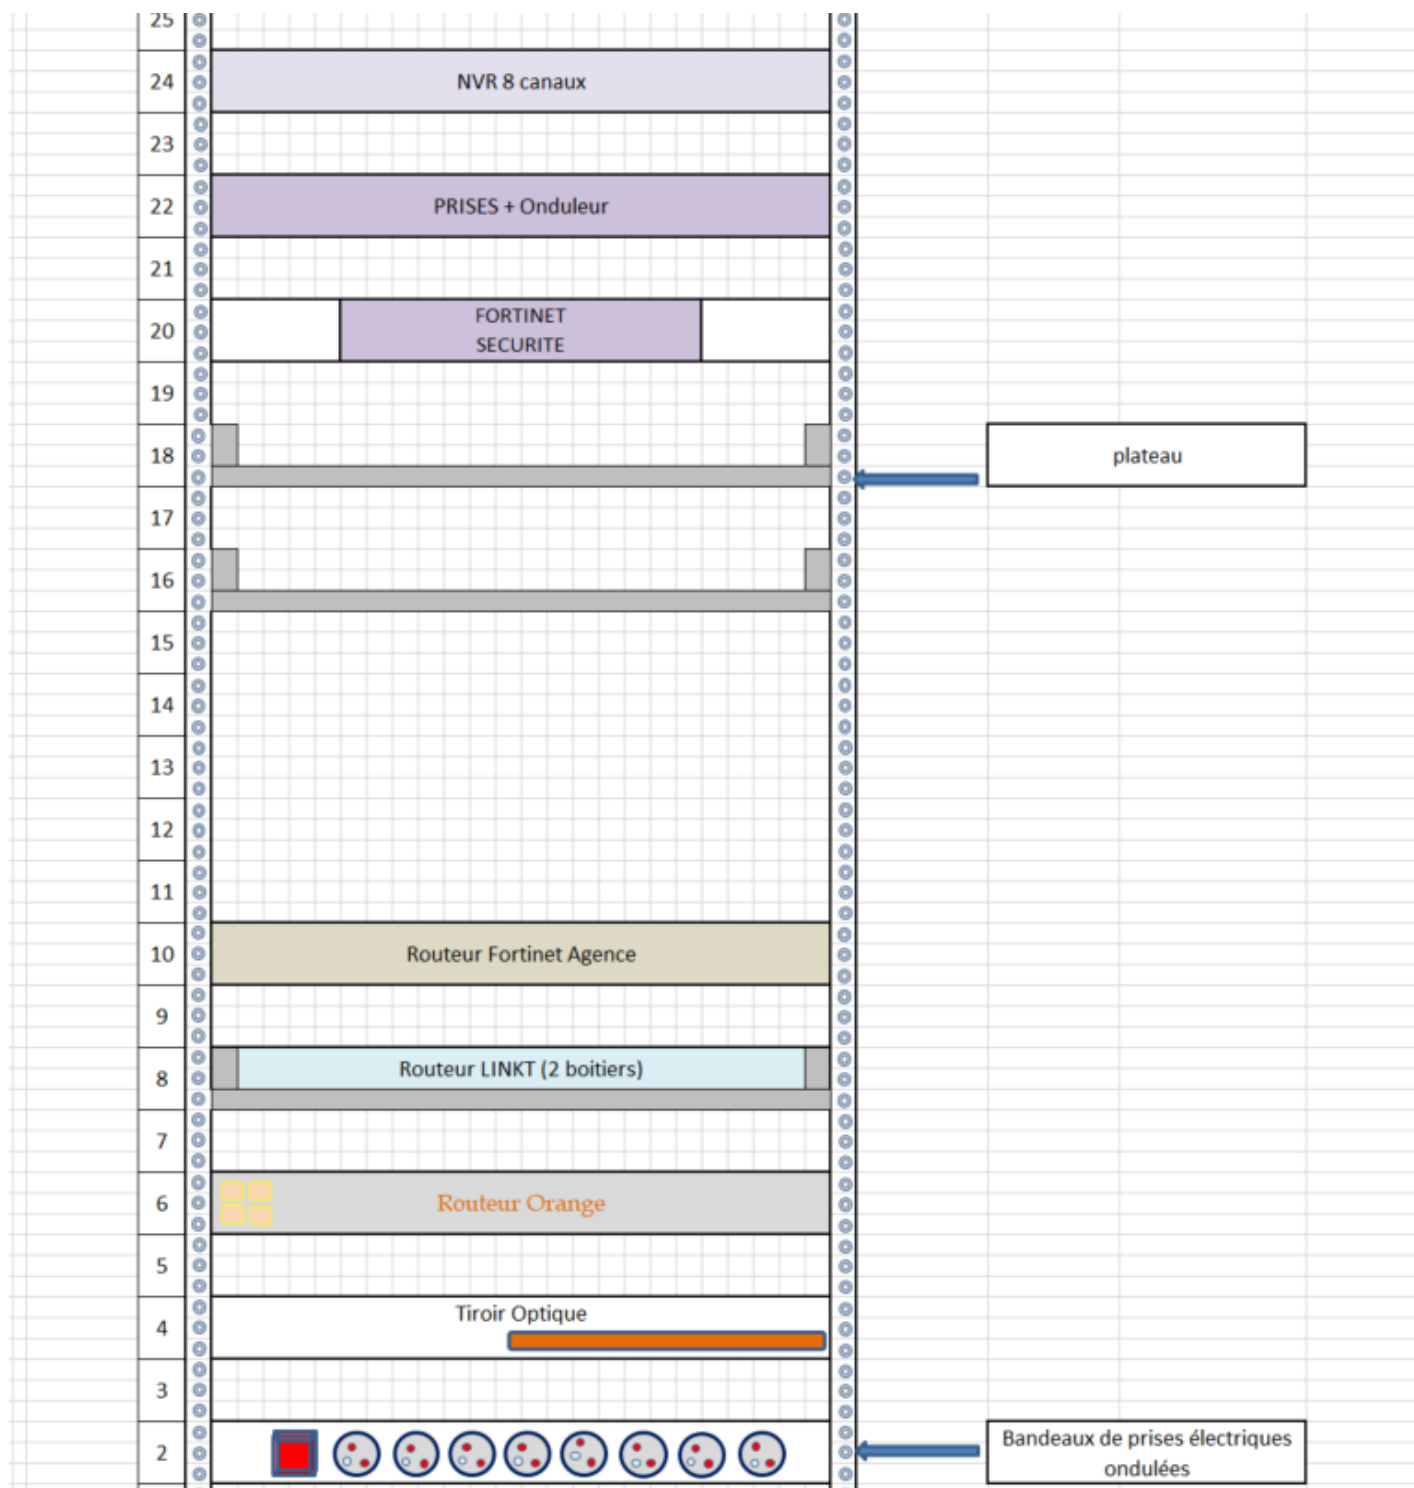 25
24 NVR 8 canaux
23
22 PRISES + Onduleur
21
FORTINET
20 SECURITE
19
18 plateau
17
16
15
14
13
12
11
10 Routeur Fortinet Agence
9
8 Routeur LINKT (2 boitiers)
7
6 Routeur Orange
5
4 Tiroir Optique
3
2 Bandeaux de prises électriques
ondulées